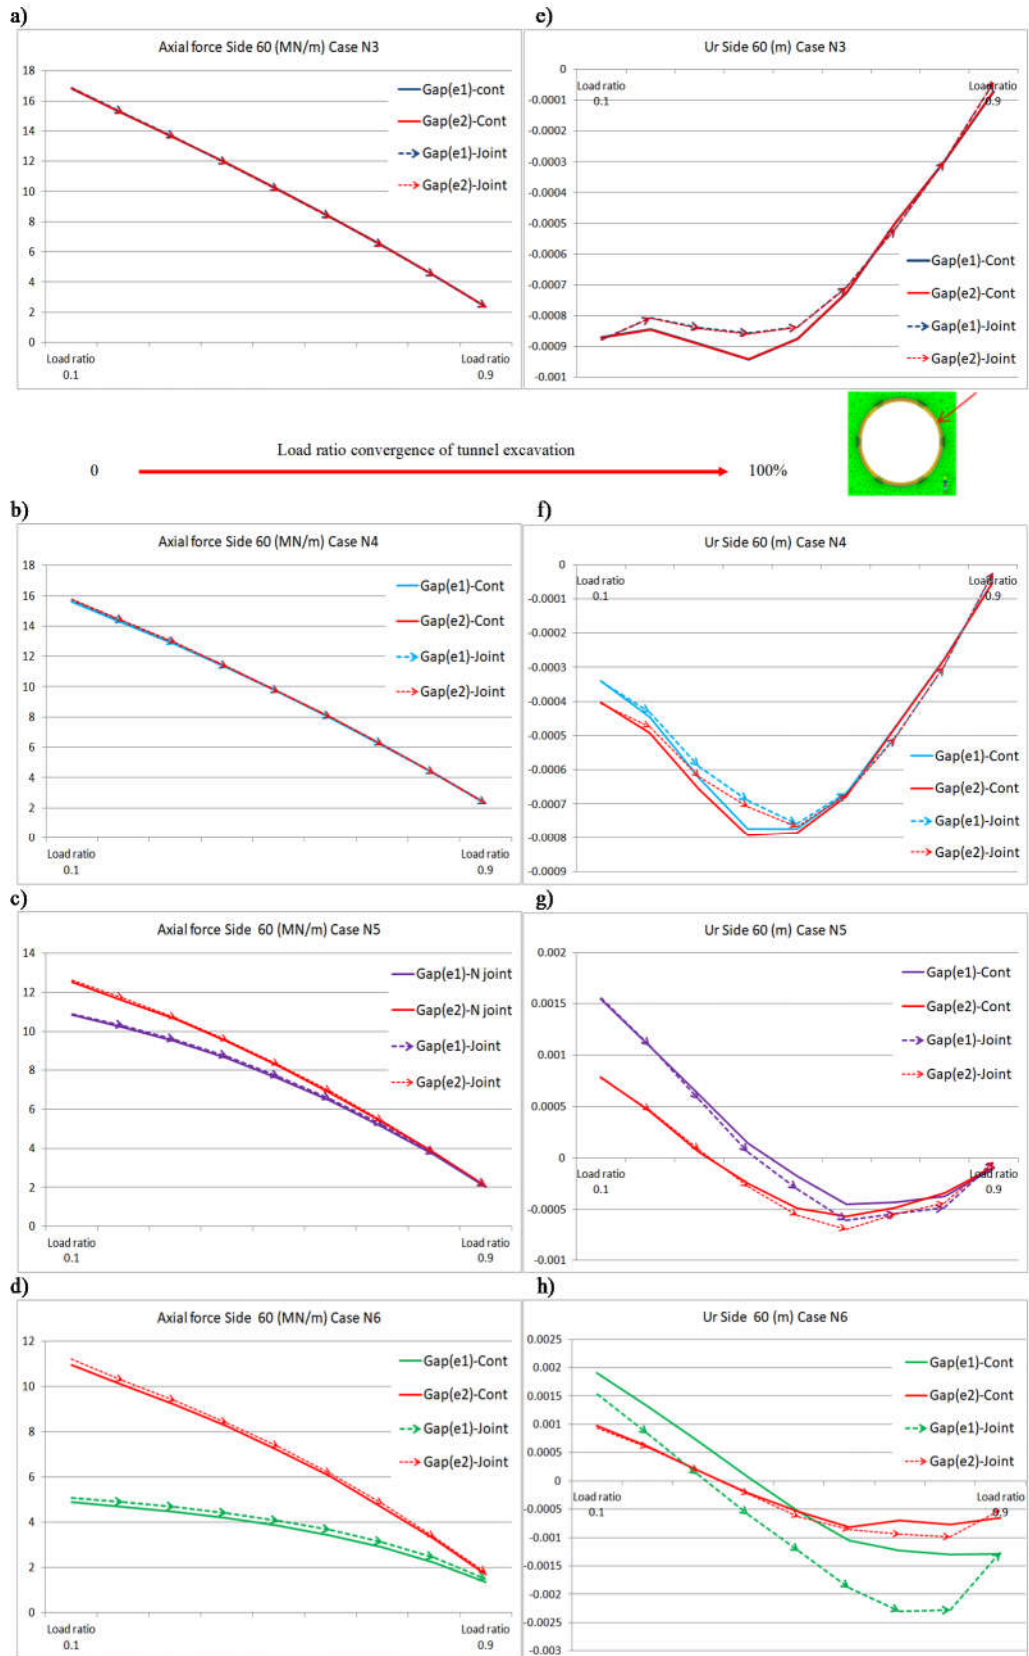 a)
Axial force Side 60 (MN/m) Case N3
18
16
14
12
10
8
6
4
2
0
Load ratio
0.1
Load ratio
0.9
Gap(e1)-cont
Gap(e2)-Cont
Gap(e1)-Joint
Gap(e2)-Joint
e)
Ur Side 60 (m) Case N3
0
-0.0001
-0.0002
-0.0003
-0.0004
-0.0005
-0.0006
-0.0007
-0.0008
-0.0009
-0.001
Load ratio
0.1
Load ratio
0.9
Gap(e1)-Cont
Gap(e2)-Cont
Gap(e1)-Joint
Gap(e2)-Joint
Load ratio convergence of tunnel excavation
0
100%
b)
Axial force Side 60 (MN/m) Case N4
18
16
14
12
10
8
6
4
2
0
Load ratio
0.1
Load ratio
0.9
Gap(e1)-Cont
Gap(e2)-Cont
Gap(e1)-Joint
Gap(e2)-Joint
f)
Ur Side 60 (m) Case N4
0
-0.0001
-0.0002
-0.0003
-0.0004
-0.0005
-0.0006
-0.0007
-0.0008
-0.0009
Load ratio
0.1
Load ratio
0.9
Gap(e1)-Cont
Gap(e2)-Cont
Gap(e1)-Joint
Gap(e2)-Joint
c)
Axial force Side 60 (MN/m) Case N5
14
12
10
8
6
4
2
0
Load ratio
0.1
Load ratio
0.9
Gap(e1)-N joint
Gap(e2)-N joint
Gap(e1)-Joint
Gap(e2)-Joint
g)
Ur Side 60 (m) Case N5
0.002
0.0015
0.001
0.0005
0
-0.0005
-0.001
Load ratio
0.1
Load ratio
0.9
Gap(e1)-Cont
Gap(e2)-Cont
Gap(e1)-Joint
Gap(e2)-Joint
d)
Axial force Side 60 (MN/m) Case N6
12
10
8
6
4
2
0
Load ratio
0.1
Load ratio
0.9
Gap(e1)-Cont
Gap(e2)-Cont
Gap(e1)-Joint
Gap(e2)-Joint
h)
Ur Side 60 (m) Case N6
0.0025
0.002
0.0015
0.001
0.0005
0
-0.0005
-0.001
-0.0015
-0.002
-0.0025
-0.003
Load ratio
0.1
Load ratio
0.9
Gap(e1)-Cont
Gap(e2)-Cont
Gap(e1)-Joint
Gap(e2)-Joint